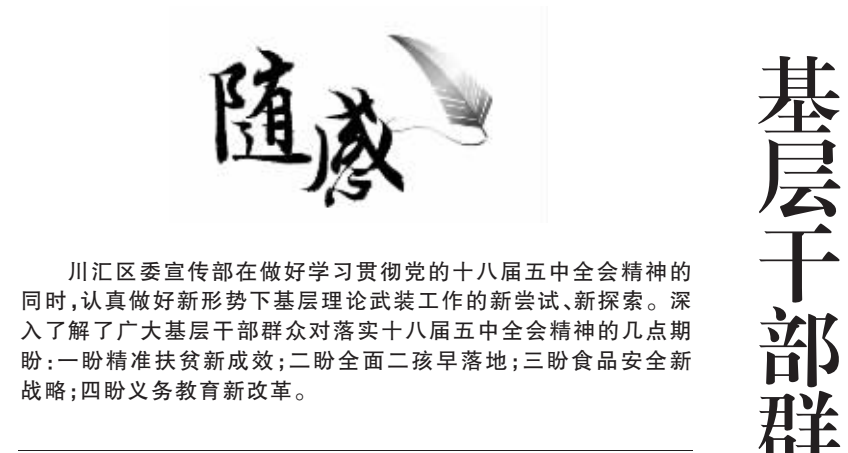 随感
川汇区委宣传部在做好学习贯彻党的十八届五中全会精神的
同时,认真做好新形势下基层理论武装工作的新尝试、新探索。深
入了解了广大基层干部群众对落实十八届五中全会精神的几点期
盼:一盼精准扶贫新成效;二盼全面二孩早落地;三盼食品安全新
战略;四盼义务教育新改革。
基层干部群